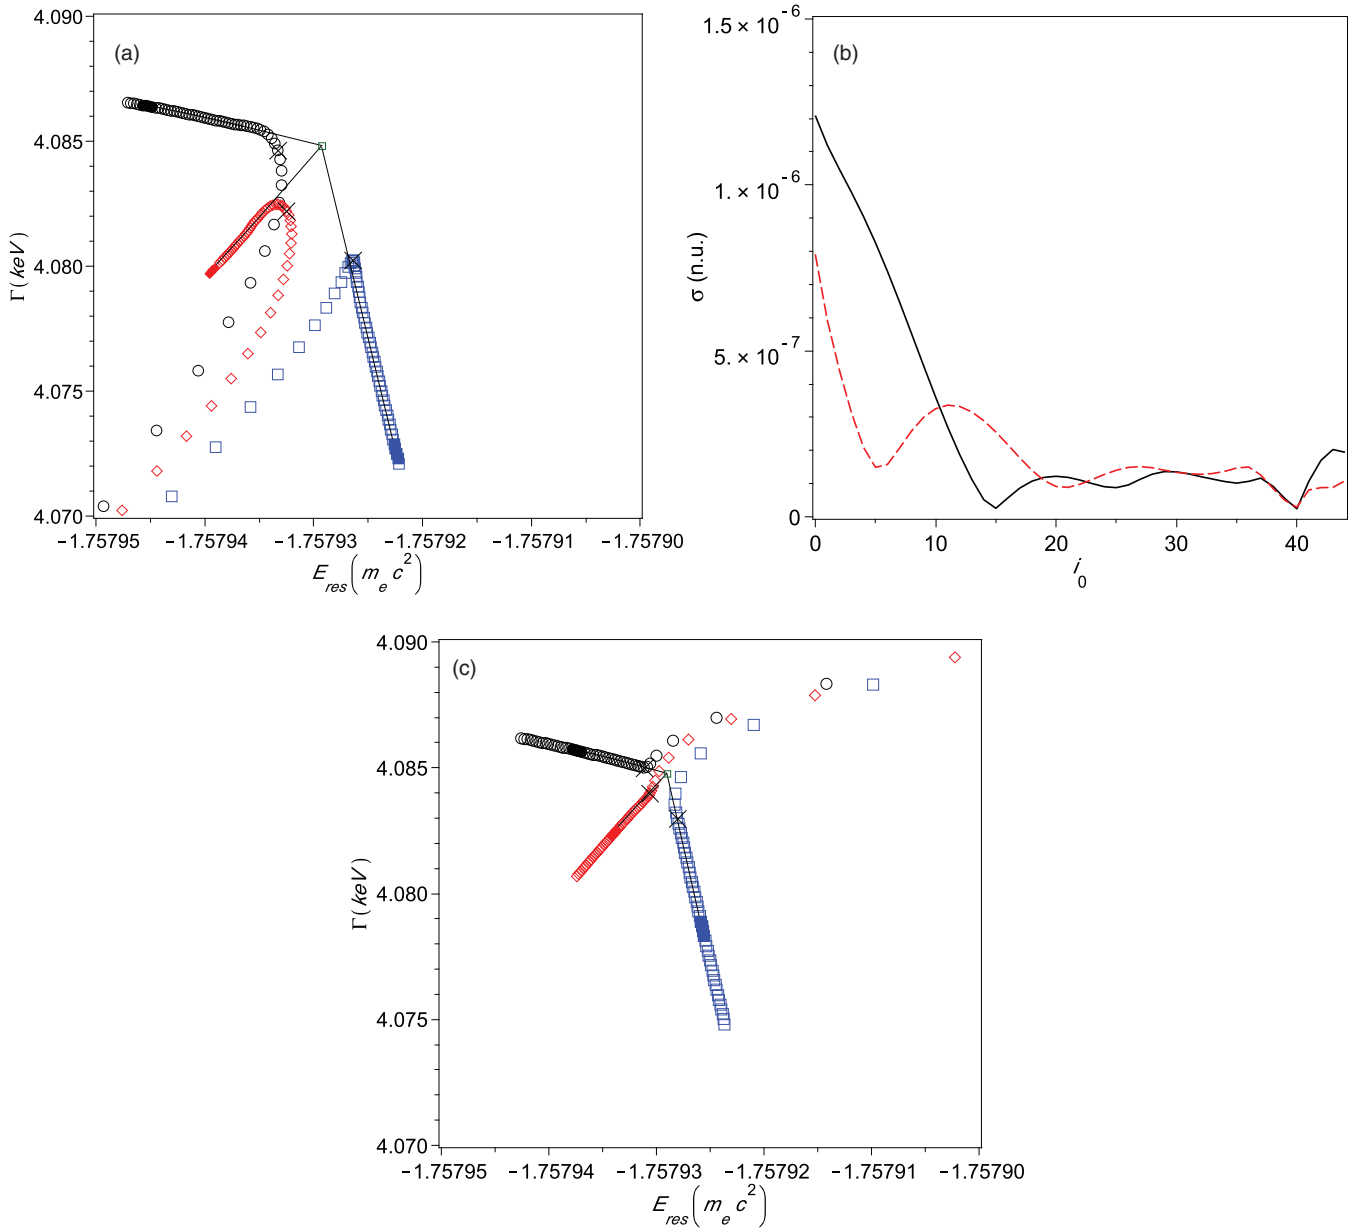 (a)
4.090
4.085
4.080
4.075
4.070
Γ(keV)
−1.75795 −1.75794 −1.75793 −1.75792 −1.75791 −1.75790
E_res(m_e c^2)
(b)
1.5 × 10^-6
1. × 10^-6
5. × 10^-7
0
σ (n.u.)
0 10 20 30 40
i_0
(c)
4.090
4.085
4.080
4.075
4.070
Γ(keV)
−1.75795 −1.75794 −1.75793 −1.75792 −1.75791 −1.75790
E_res(m_e c^2)